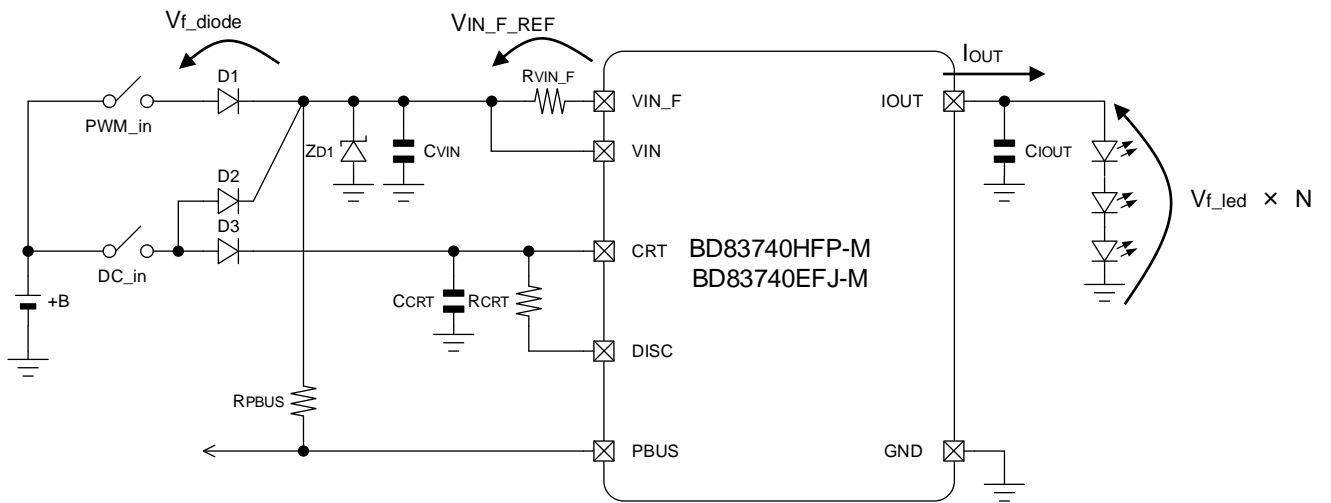 Vf_diode
VIN_F_REF
IOUT
D1
RVIN_F
VIN_F
IOUT
PWM_in
ZD1
CVIN
VIN
CIOUT
D2
Vf_led × N
D3
CRT
BD83740HFP-M
BD83740EFJ-M
DC_in
+B
CCRT
RCRT
DISC
RPBUS
PBUS
GND